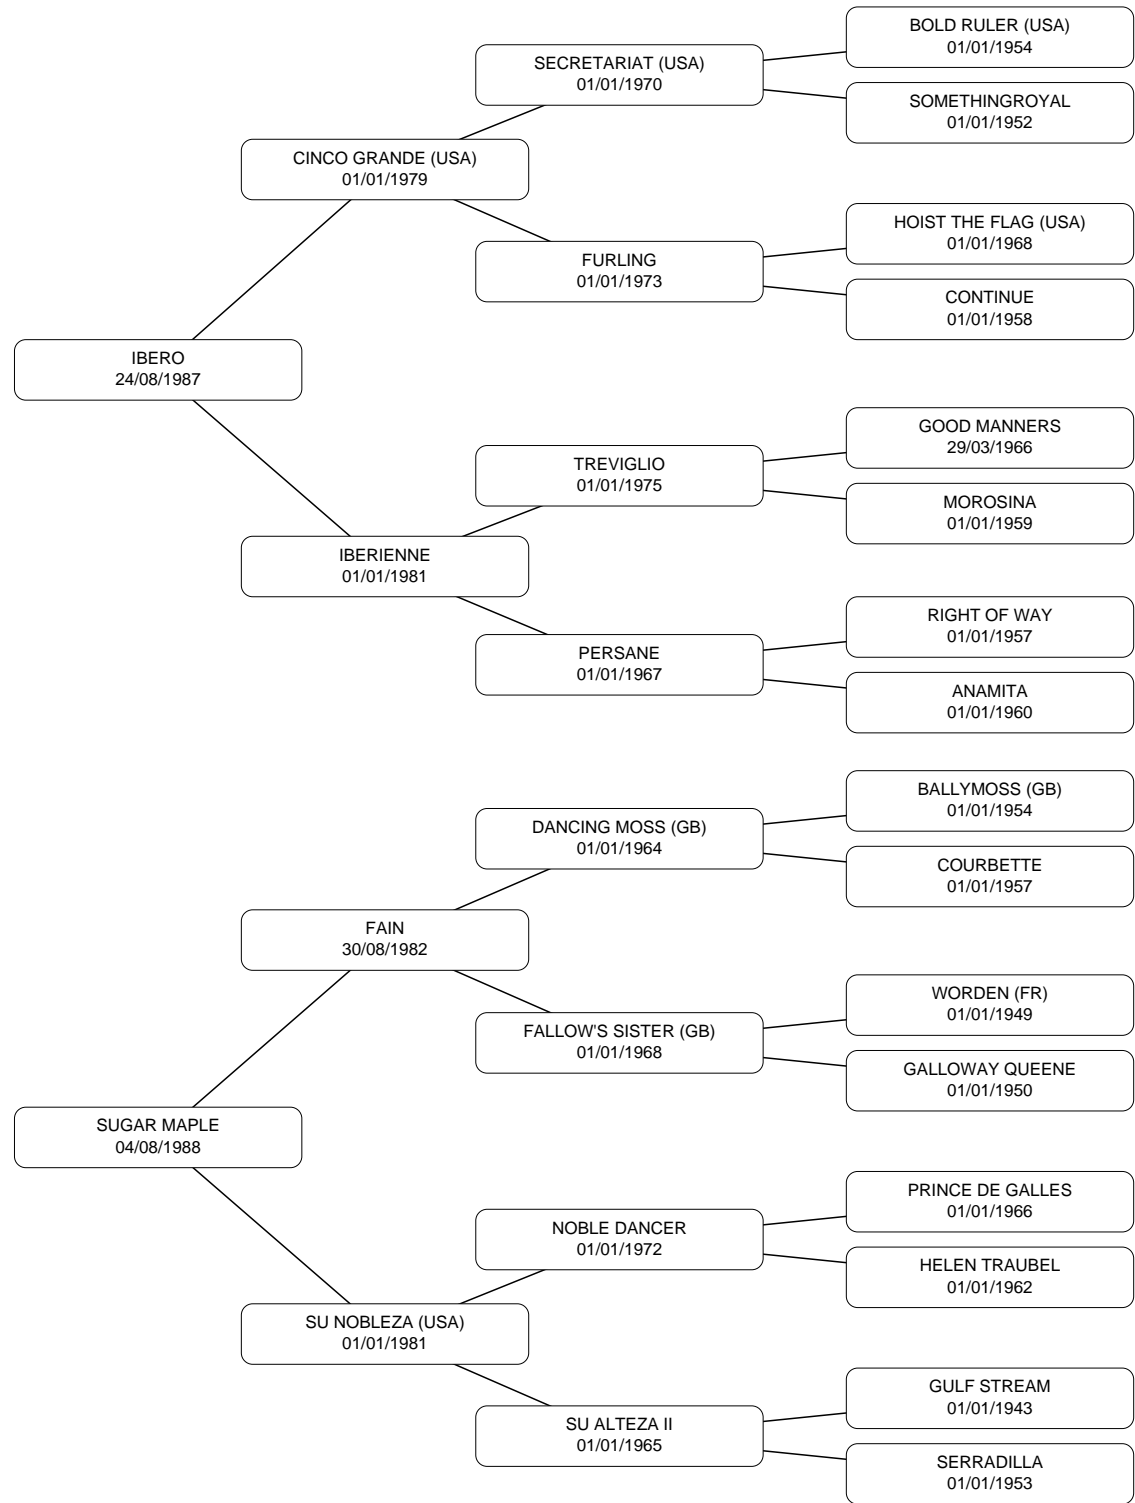 BOLD RULER (USA)
01/01/1954
SECRETARIAT (USA)
01/01/1970
SOMETHINGROYAL
01/01/1952
CINCO GRANDE (USA)
01/01/1979
HOIST THE FLAG (USA)
01/01/1968
FURLING
01/01/1973
CONTINUE
01/01/1958
IBERO
24/08/1987
GOOD MANNERS
29/03/1966
TREVIGLIO
01/01/1975
MOROSINA
01/01/1959
IBERIENNE
01/01/1981
RIGHT OF WAY
01/01/1957
PERSANE
01/01/1967
ANAMITA
01/01/1960
BALLYMOSS (GB)
01/01/1954
DANCING MOSS (GB)
01/01/1964
COURBETTE
01/01/1957
FAIN
30/08/1982
WORDEN (FR)
01/01/1949
FALLOW'S SISTER (GB)
01/01/1968
GALLOWAY QUEENE
01/01/1950
SUGAR MAPLE
04/08/1988
PRINCE DE GALLES
01/01/1966
NOBLE DANCER
01/01/1972
HELEN TRAUBEL
01/01/1962
SU NOBLEZA (USA)
01/01/1981
GULF STREAM
01/01/1943
SU ALTEZA II
01/01/1965
SERRADILLA
01/01/1953